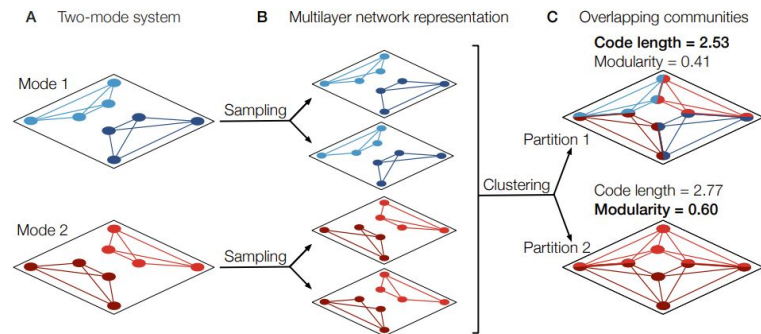 A Two-mode system
B Multilayer network representation
C Overlapping communities
Code length = 2.53
Modularity = 0.41
Mode 1
Sampling
Partition 1
Clustering
Code length = 2.77
Modularity = 0.60
Mode 2
Sampling
Partition 2